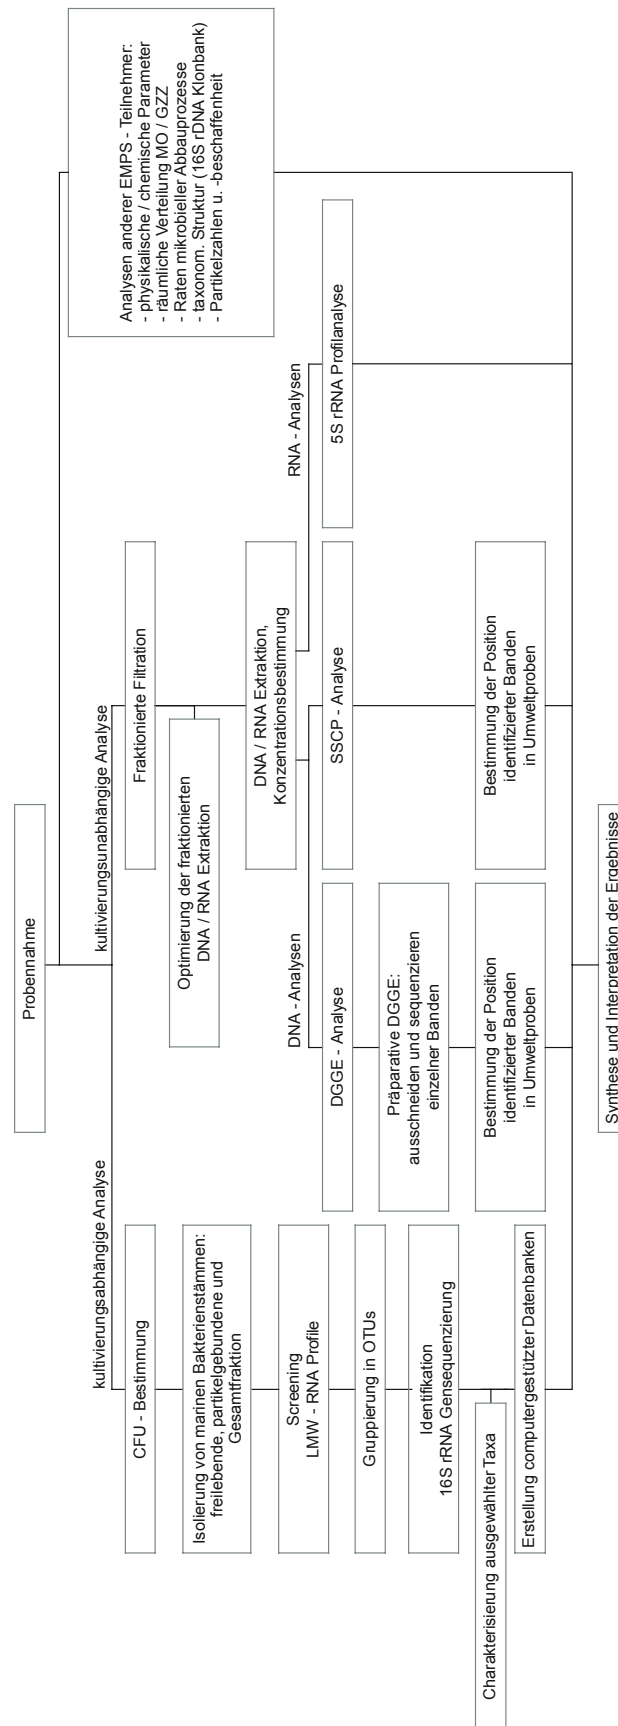 Probennahme
kultivierungsabhängige Analyse
CFU - Bestimmung
Isolierung von marinen Bakterienstämmen:
freilebende, partikelgebundene und
Gesamtfraktion
Screening
LMW - RNA Profile
Gruppierung in OTUs
Identifikation
16S rRNA Gensequenzierung
Charakterisierung ausgewählter Taxa
Erstellung computergestützter Datenbanken
kultivierungsunabhängige Analyse
Fraktionierte Filtration
Optimierung der fraktionierten
DNA / RNA Extraktion
DNA / RNA Extraktion,
Konzentrationsbestimmung
DNA - Analysen
DGGE - Analyse
Präparative DGGE:
ausschneiden und sequenzieren
einzelner Banden
Bestimmung der Position
identifizierter Banden
in Umweltproben
SSCP - Analyse
Bestimmung der Position
identifizierter Banden
in Umweltproben
RNA - Analysen
5S rRNA Profilanalyse
Analysen anderer EMPS - Teilnehmer:
- physikalische / chemische Parameter
- räumliche Verteilung MO / GZZ
- Raten mikrobieller Abbauprozesse
- taxonom. Struktur (16S rDNA Klonbank)
- Partikelzahlen u. -beschaffenheit
Synthese und Interpretation der Ergebnisse